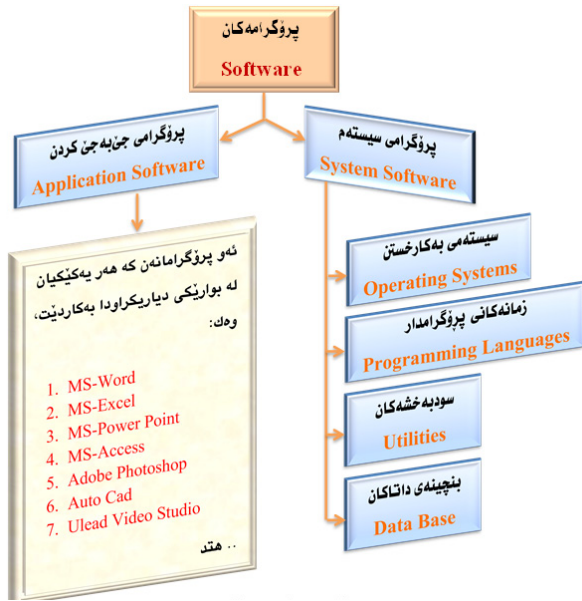 پرۆگرامەکان
Software
پرۆگرامی جێ‌بەجێ کردن
Application Software
پرۆگرامی سیستەم
System Software
ئەو پرۆگرامانەن کە هەر یەکێکیان
لە بوارێکی دیاریکراودا بەکاردێت،
وەك:
1. MS-Word
2. MS-Excel
3. MS-Power Point
4. MS-Access
5. Adobe Photoshop
6. Auto Cad
7. Ulead Video Studio
.. هتد
سیستەمی بەکارخستن
Operating Systems
زمانەکانی پڕۆگرامدار
Programming Languages
سودبەخشەکان
Utilities
بنچینەی داتاکان
Data Base